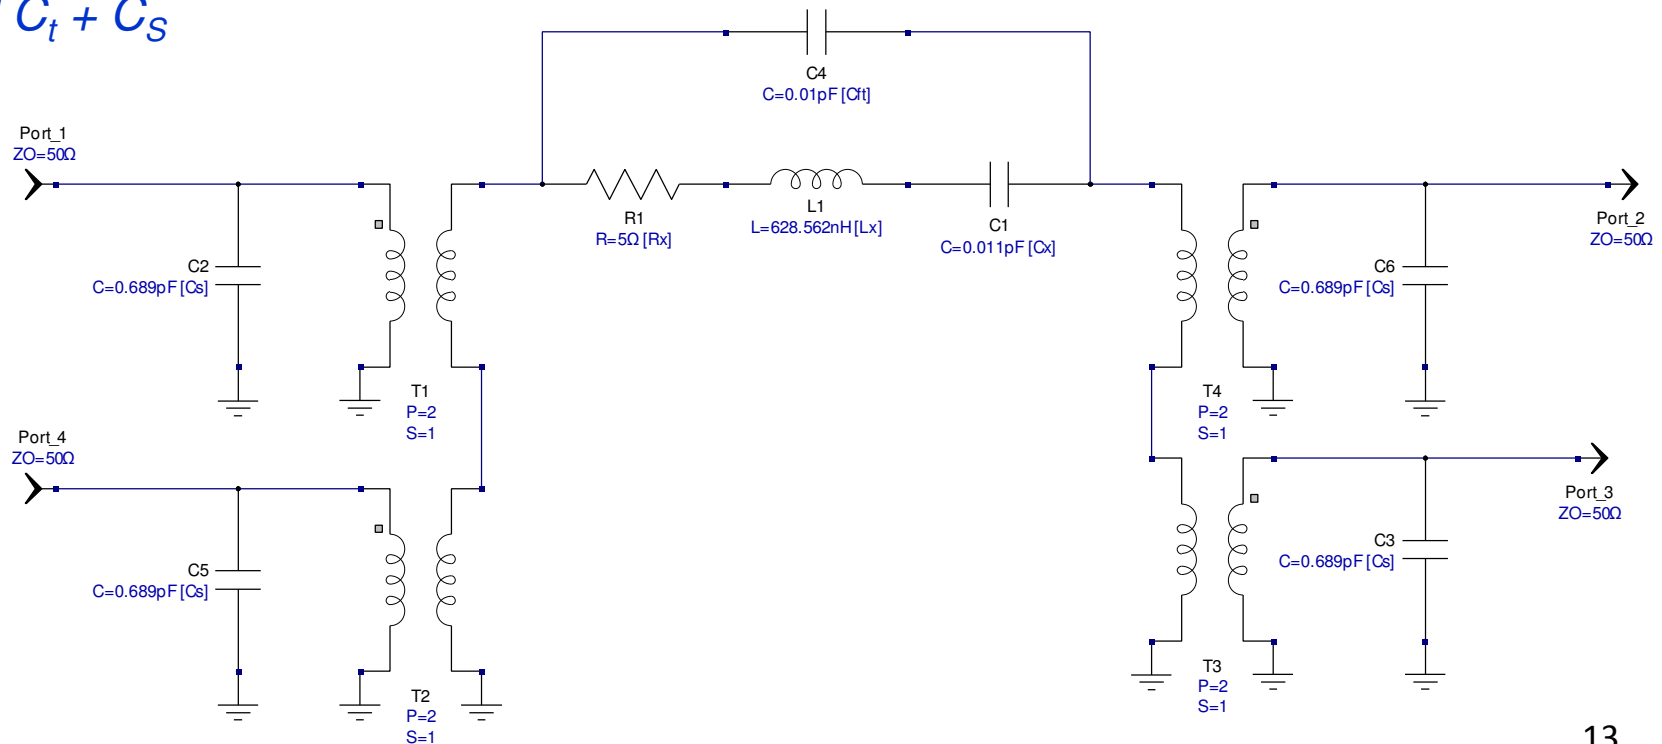 C_t + C_S
C4
C=0.01pF [Cft]
Port_1
ZO=50Ω
R1
R=5Ω [Rx]
L1
L=628.562nH [Lx]
C1
C=0.011pF [Cx]
Port_2
ZO=50Ω
C2
C=0.689pF [Cs]
C6
C=0.689pF [Cs]
T1
P=2
S=1
T4
P=2
S=1
Port_4
ZO=50Ω
Port_3
ZO=50Ω
C5
C=0.689pF [Cs]
C3
C=0.689pF [Cs]
T2
P=2
S=1
T3
P=2
S=1
13